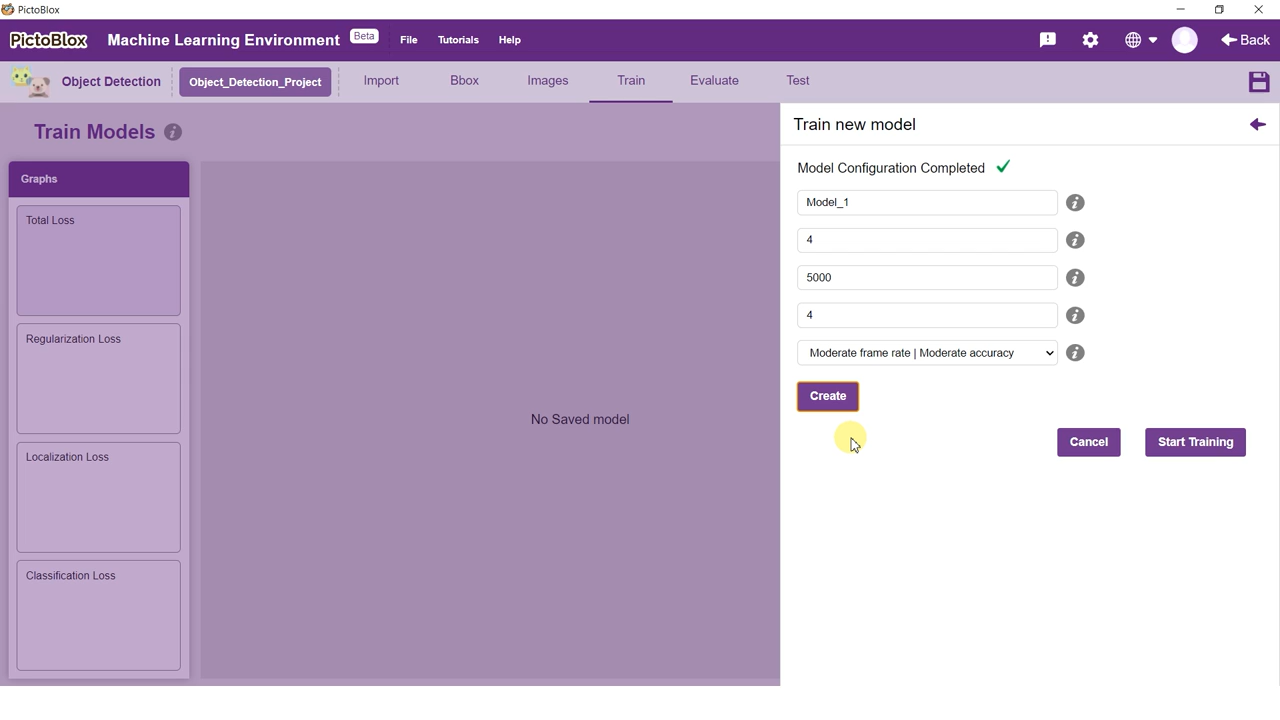 PictoBlox
PictoBlox Machine Learning Environment Beta File Tutorials Help Back
Object Detection Object_Detection_Project Import Bbox Images Train Evaluate Test
Train Models i
Graphs
Total Loss
Regularization Loss
Localization Loss
Classification Loss
No Saved model
Train new model
Model Configuration Completed
Model_1 i
4 i
5000 i
4 i
Moderate frame rate | Moderate accuracy i
Create
Cancel Start Training